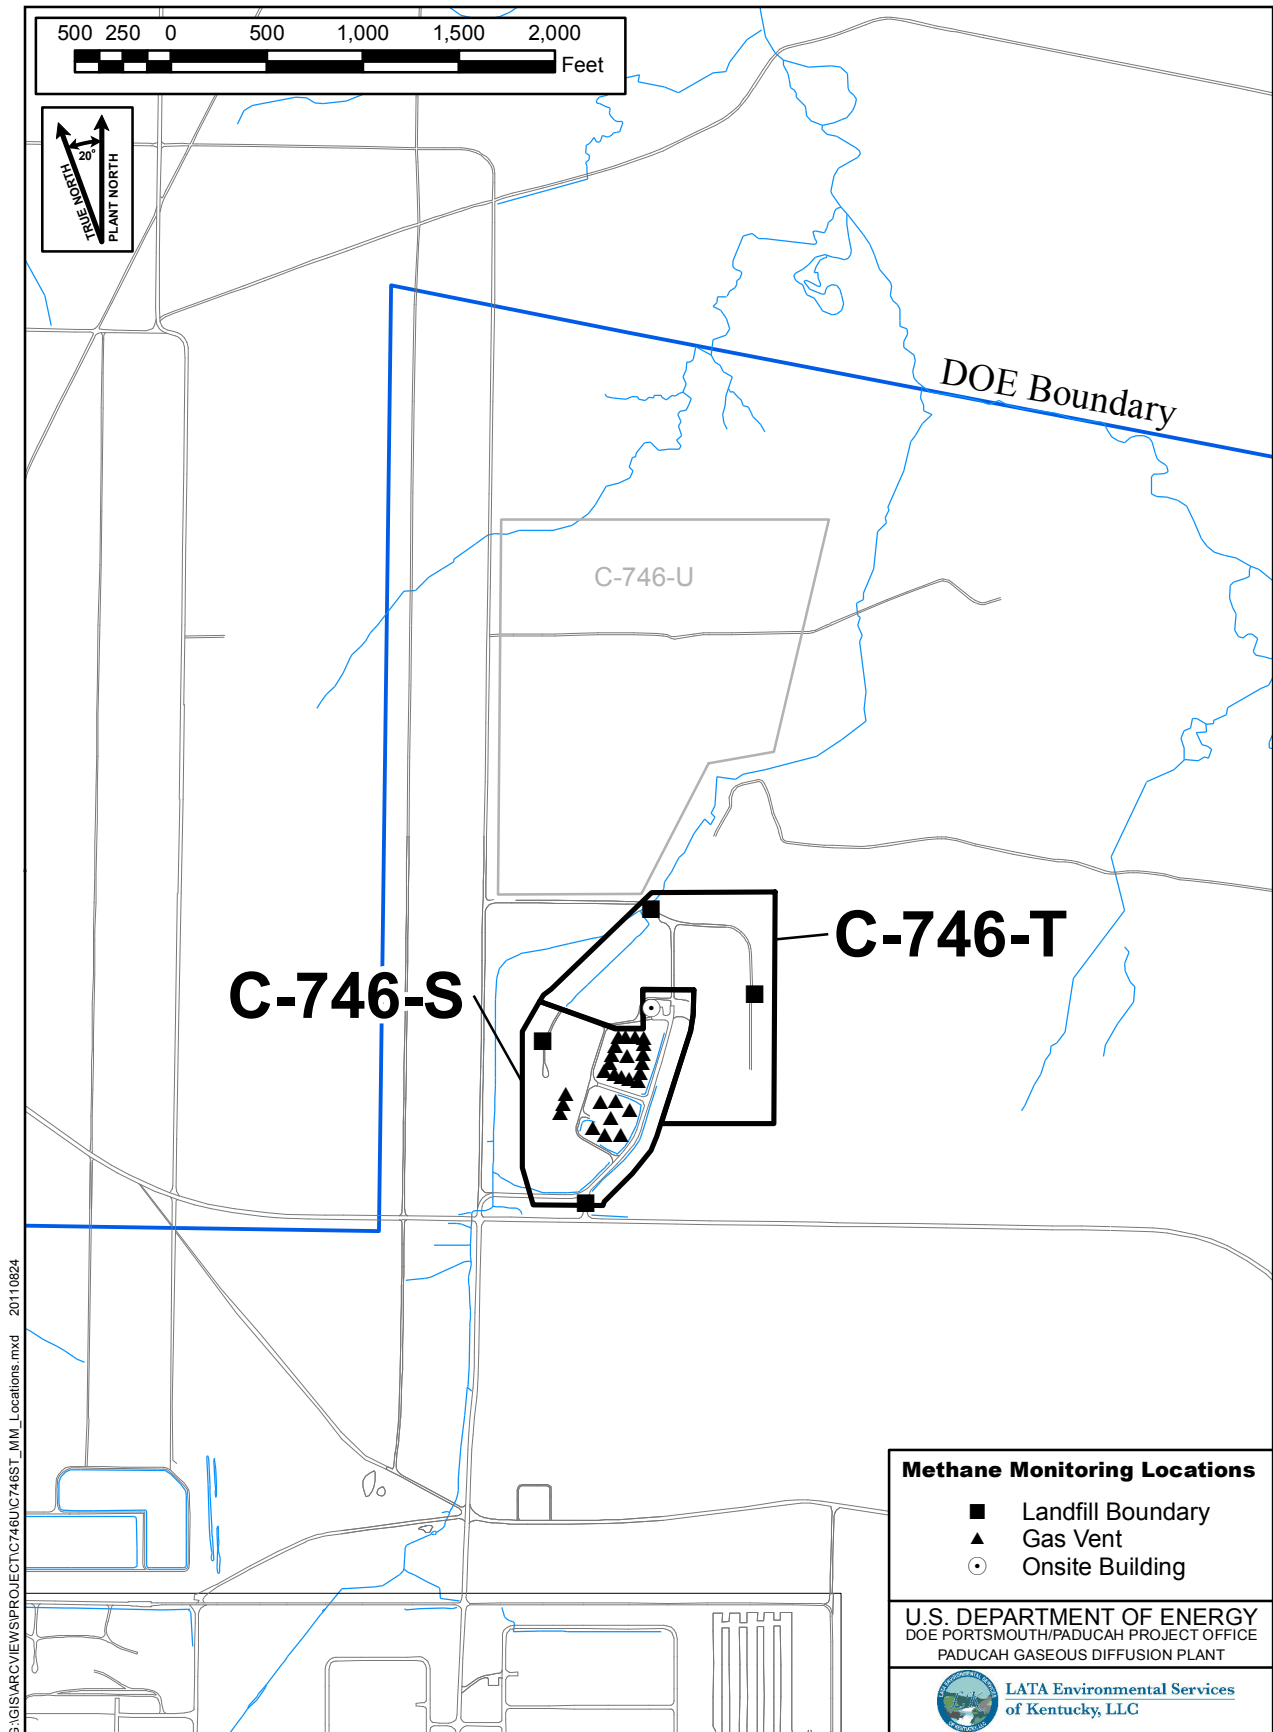 500 250 0 500 1,000 1,500 2,000
Feet
20°
TRUE NORTH
PLANT NORTH
DOE Boundary
C-746-U
C-746-T
C-746-S
G:\GIS\ARCVIEWS\PROJECT\C746U\C746ST_MM_Locations.mxd 20110824
Methane Monitoring Locations
Landfill Boundary
Gas Vent
Onsite Building
U.S. DEPARTMENT OF ENERGY
DOE PORTSMOUTH/PADUCAH PROJECT OFFICE
PADUCAH GASEOUS DIFFUSION PLANT
LATA Environmental Services
of Kentucky, LLC